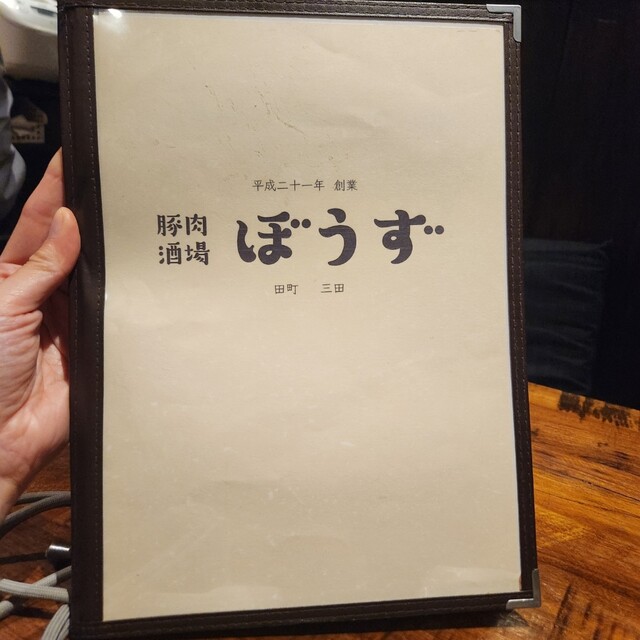 平成二十一年 創業
豚肉
酒場 ぼうず
田町 三田